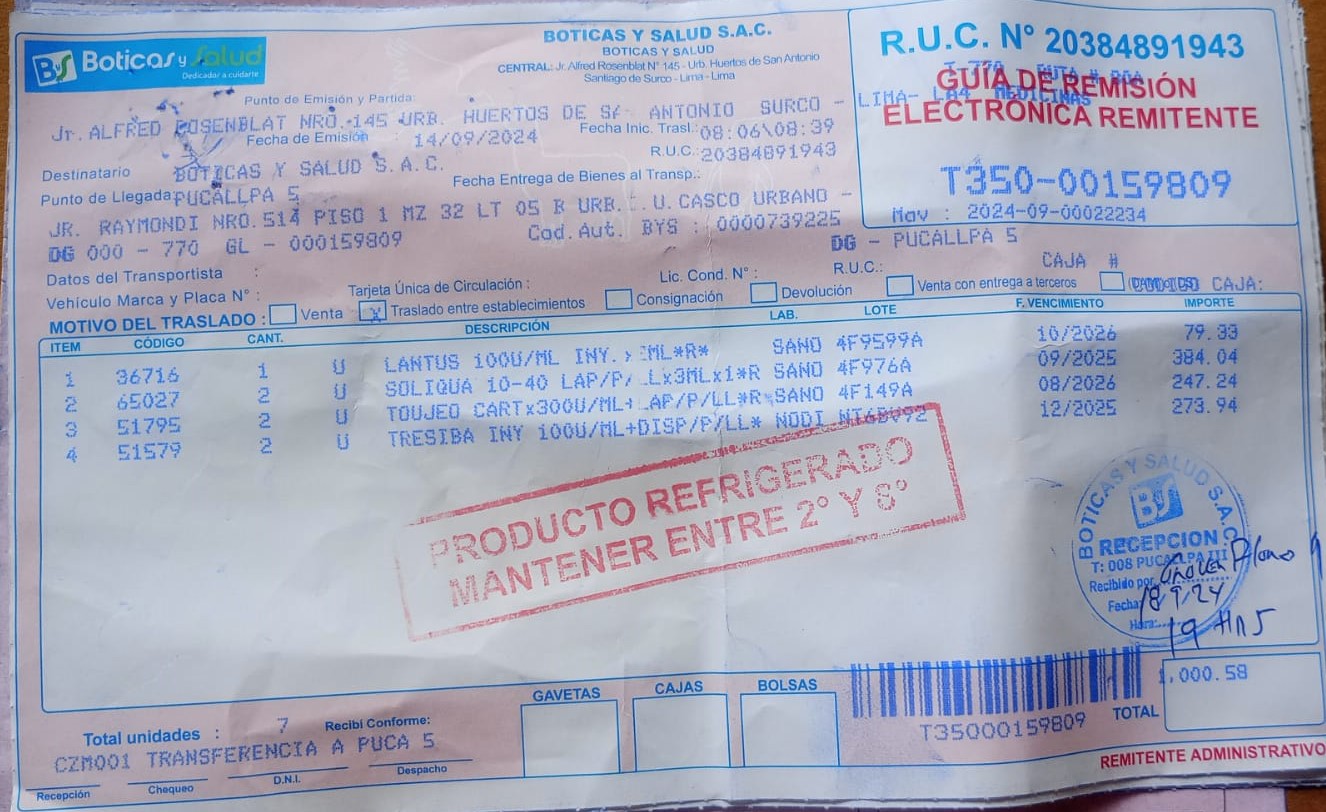 Boticas y Salud
Dedicados a cuidarte
BOTICAS Y SALUD S.A.C.
BOTICAS Y SALUD
CENTRAL: Jr. Alfred Rosenblat N° 145 - Urb. Huertos de San Antonio
Santiago de Surco - Lima - Lima
R.U.C. N° 20384891943
GUÍA DE REMISIÓN
ELECTRÓNICA REMITENTE
T350-00159809
Mov : 2024-09-00022234
Punto de Emisión y Partida:
Jr. ALFRED ROSENBLAT NRO. 145 URB. HUERTOS DE S/ ANTONIO SURCO - LIMA- LA4 MEDICINAS
Fecha de Emisión : 14/09/2024 Fecha Inic. Trasl.: 08:06\08:39
Destinatario BOTICAS Y SALUD S.A.C. R.U.C.: 20384891943
Punto de Llegada: PUCALLPA 5 Fecha Entrega de Bienes al Transp.:
JR. RAYMONDI NRO.514 PISO 1 MZ 32 LT 05 B URB. U. CASCO URBANO -
DG 000 - 770 GL - 000159809 Cod. Aut. BYS : 0000739225
DG - PUCALLPA 5
Datos del Transportista :
CAJA #
Vehículo Marca y Placa N° : Tarjeta Única de Circulación : Lic. Cond. N° : R.U.C.:
MOTIVO DEL TRASLADO : Venta x Traslado entre establecimientos Consignación Devolución Venta con entrega a terceros CAJA:
ITEM CÓDIGO CANT. DESCRIPCIÓN LAB. LOTE F. VENCIMIENTO IMPORTE
1 36716 1 U LANTUS 100U/ML INY. ML*R* SANO 4F9599A 10/2026 79.33
2 65027 2 U SOLIQUA 10-40 LAP/P/ Lx3MLx1*R SANO 4F976A 09/2025 384.04
3 51795 2 U TOUJEO CARTx300U/ML+LAP/P/LL*R SANO 4F149A 08/2026 247.24
4 51579 2 U TRESIBA INY 100U/ML+DISP/P/LL* NODI 12/2025 273.94
PRODUCTO REFRIGERADO
MANTENER ENTRE 2° Y 8°
BOTICAS Y SALUD S.A.C.
BS
RECEPCION
T: 008 PUCALLPA III
Recibido por:
Fecha: 18/9/24
Hora: 19 Hrs
GAVETAS CAJAS BOLSAS
T35000159809
TOTAL 1,000.58
Total unidades : 7 Recibí Conforme:
CZM001 TRANSFERENCIA A PUCA 5
Recepción Chequeo D.N.I. Despacho
REMITENTE ADMINISTRATIVO